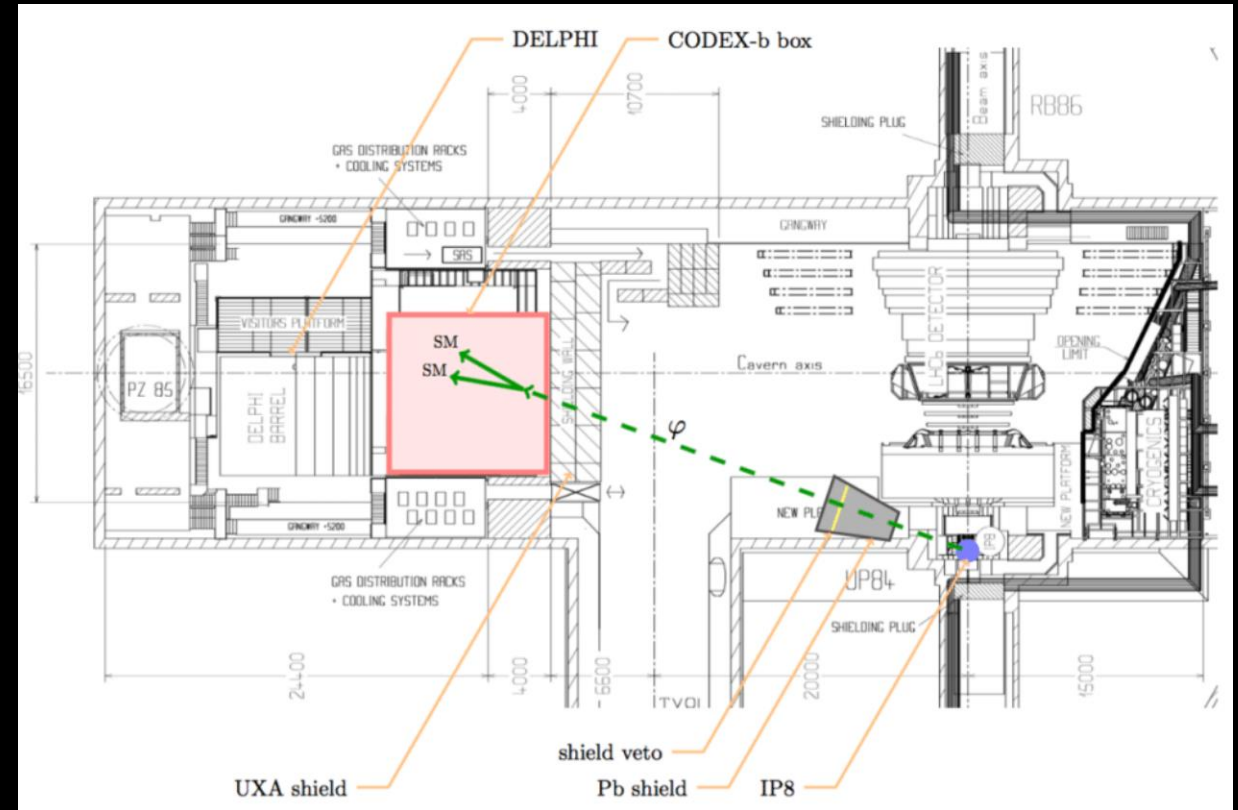 DELPHI
CODEX-b box
4000
10700
SHIELDING PLUG
Beam axis
RB86
GAS DISTRIBUTION RACKS
+ COOLING SYSTEMS
GANGWAY -5200
SAS
GANGWAY
VISITORS PLATFORM
SM
SM
SHIELDING WALL
LHCb DETECTOR
OPENING
LIMIT
Cavern axis
16500
PZ 85
DELPHI
BARREL
φ
CRYOGENICS
NEW PLATFORM
NEW PLA
IP8
GANGWAY -5200
UP84
GAS DISTRIBUTION RACKS
+ COOLING SYSTEMS
SHIELDING PLUG
24400
4000
6600
20000
15000
shield veto
UXA shield
Pb shield
IP8